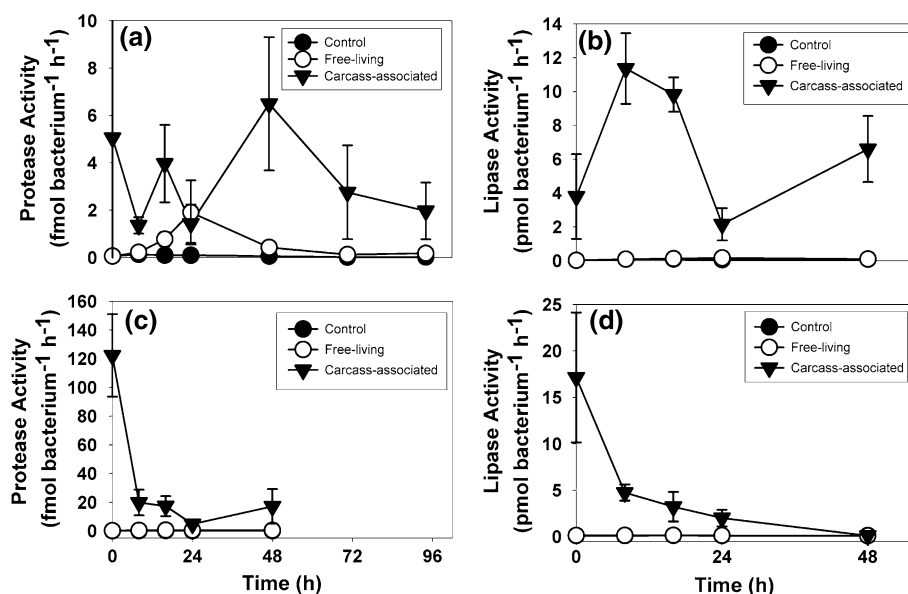 (a)
Control
Free-living
Carcass-associated
Protease Activity
(fmol bacterium⁻¹ h⁻¹)
10
8
6
4
2
0
(b)
Control
Free-living
Carcass-associated
Lipase Activity
(pmol bacterium⁻¹ h⁻¹)
14
12
10
8
6
4
2
0
(c)
Control
Free-living
Carcass-associated
Protease Activity
(fmol bacterium⁻¹ h⁻¹)
160
140
120
100
80
60
40
20
0
0 24 48 72 96
Time (h)
(d)
Control
Free-living
Carcass-associated
Lipase Activity
(pmol bacterium⁻¹ h⁻¹)
25
20
15
10
5
0
0 24 48
Time (h)